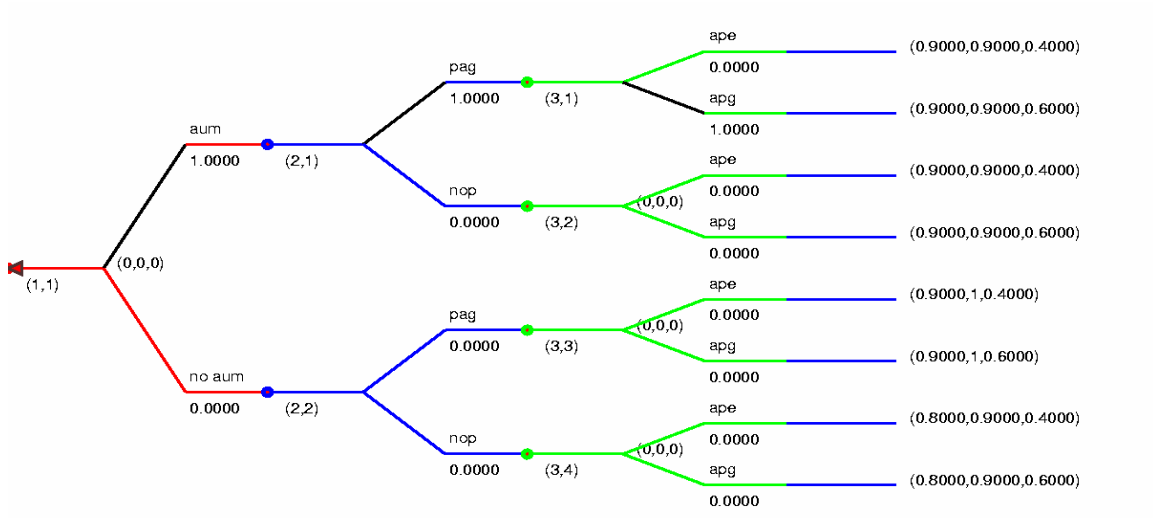 ape
(0.9000,0.9000,0.4000)
0.0000
pag
1.0000
(3,1)
apg
(0.9000,0.9000,0.6000)
1.0000
aum
1.0000
(2,1)
ape
(0.9000,0.9000,0.4000)
0.0000
nop
0.0000
(3,2)
(0,0,0)
apg
(0.9000,0.9000,0.6000)
0.0000
(1,1)
(0,0,0)
ape
(0.9000,1,0.4000)
0.0000
pag
0.0000
(3,3)
(0,0,0)
apg
(0.9000,1,0.6000)
0.0000
no aum
0.0000
(2,2)
ape
(0.8000,0.9000,0.4000)
0.0000
nop
0.0000
(3,4)
(0,0,0)
apg
(0.8000,0.9000,0.6000)
0.0000